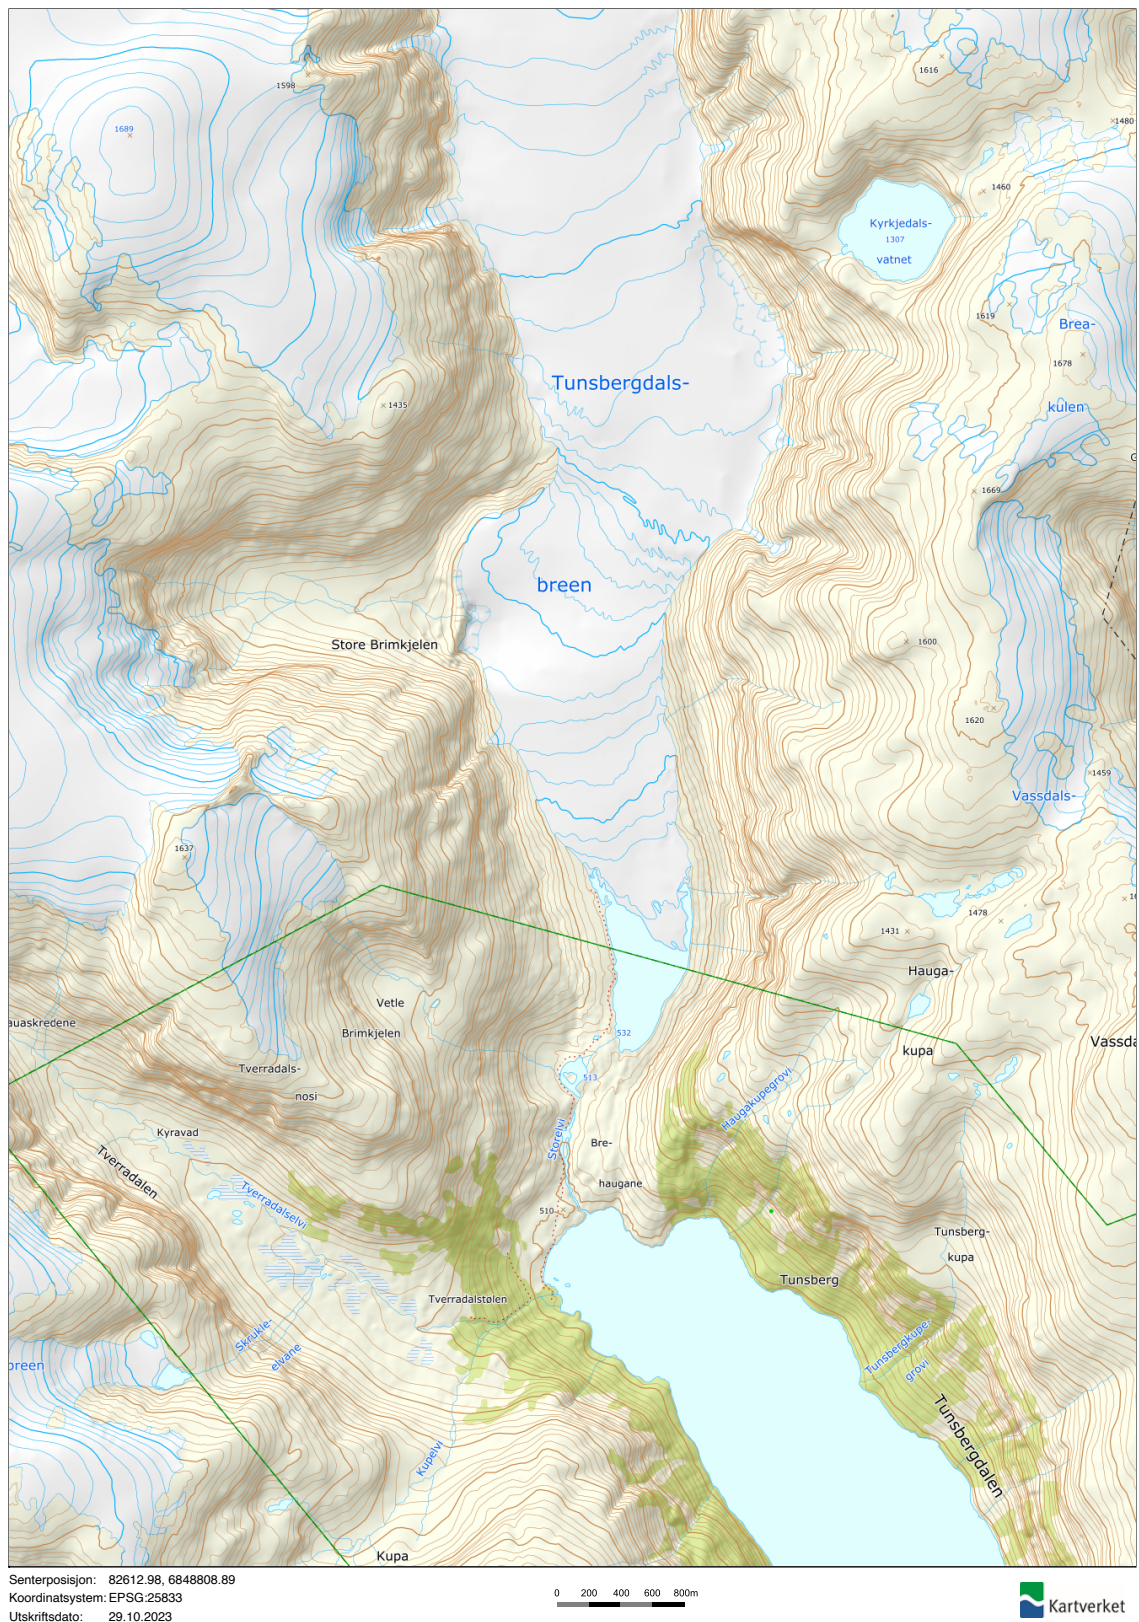 1598
1616
1689
1480
1460
Kyrkjedals-
1307
vatnet
1619
Brea-
1678
Tunsbergdals-
1435
kulen
1669
breen
1600
Store Brimkjelen
1620
1459
Vassdals-
1637
1478
1431
Hauga-
Vetle
auaskredene
Brimkjelen
532
kupa
Vassda
Tverradals-
513
nosi
Haugakupegrovi
Kyravad
Storelvi
Bre-
Tverradalen
haugane
Tverradalselvi
510
Tunsberg-
kupa
Tunsberg
Tverradalstølen
Skrukle-
elvane
Tunsbergkupe-
grovi
breen
Tunsbergdalen
Kupelvi
Kupa
Senterposisjon: 82612.98, 6848808.89
Koordinatsystem: EPSG:25833
Utskriftsdato: 29.10.2023
0 200 400 600 800m
Kartverket